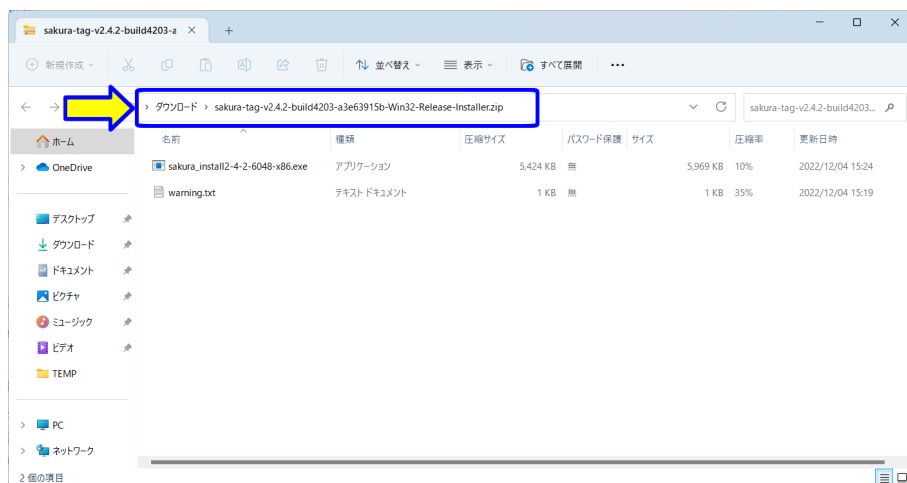 sakura-tag-v2.4.2-build4203-a
新規作成
並べ替え
表示
すべて展開
ダウンロード > sakura-tag-v2.4.2-build4203-a3e63915b-Win32-Release-Installer.zip
sakura-tag-v2.4.2-build4203...
ホーム
OneDrive
デスクトップ
ダウンロード
ドキュメント
ピクチャ
ミュージック
ビデオ
TEMP
PC
ネットワーク
名前 種類 圧縮サイズ パスワード保護 サイズ 圧縮率 更新日時
sakura_install2-4-2-6048-x86.exe アプリケーション 5,424 KB 無 5,969 KB 10% 2022/12/04 15:24
warning.txt テキスト ドキュメント 1 KB 無 1 KB 35% 2022/12/04 15:19
2 個の項目